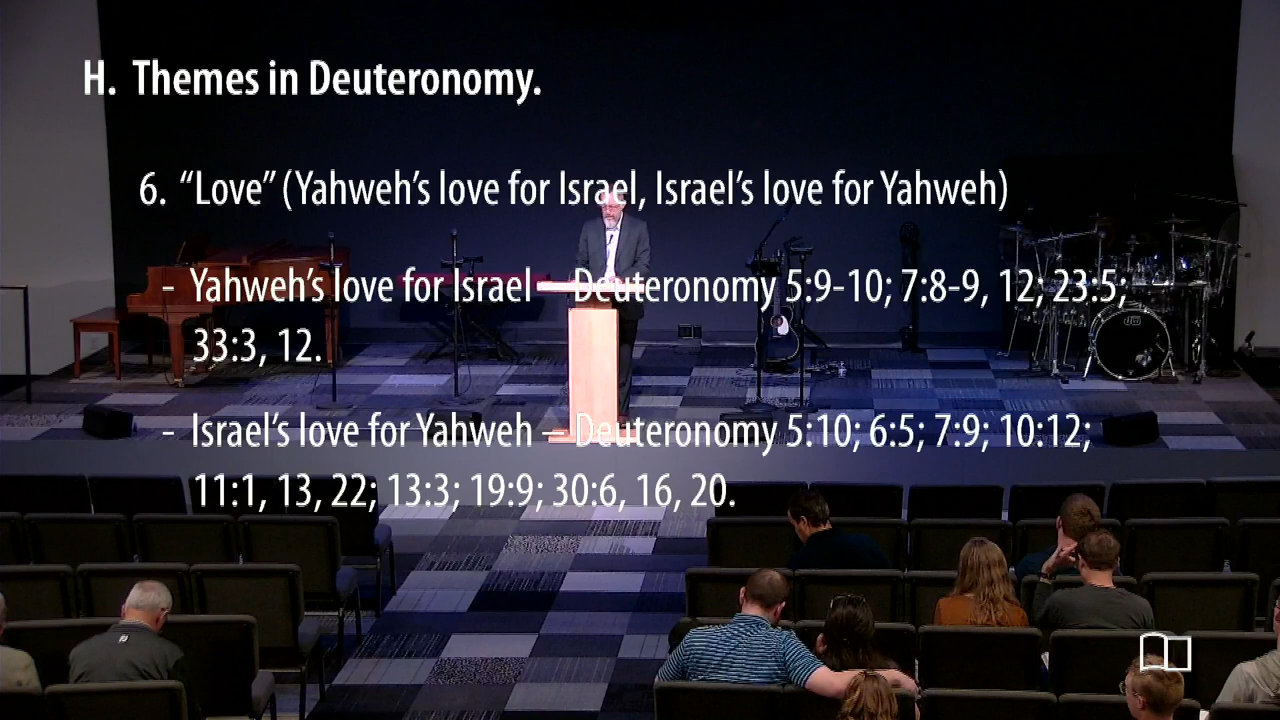 H. Themes in Deuteronomy.
6. “Love” (Yahweh’s love for Israel, Israel’s love for Yahweh)
- Yahweh’s love for Israel – Deuteronomy 5:9-10; 7:8-9, 12; 23:5;
33:3, 12.
- Israel’s love for Yahweh – Deuteronomy 5:10; 6:5; 7:9; 10:12;
11:1, 13, 22; 13:3; 19:9; 30:6, 16, 20.